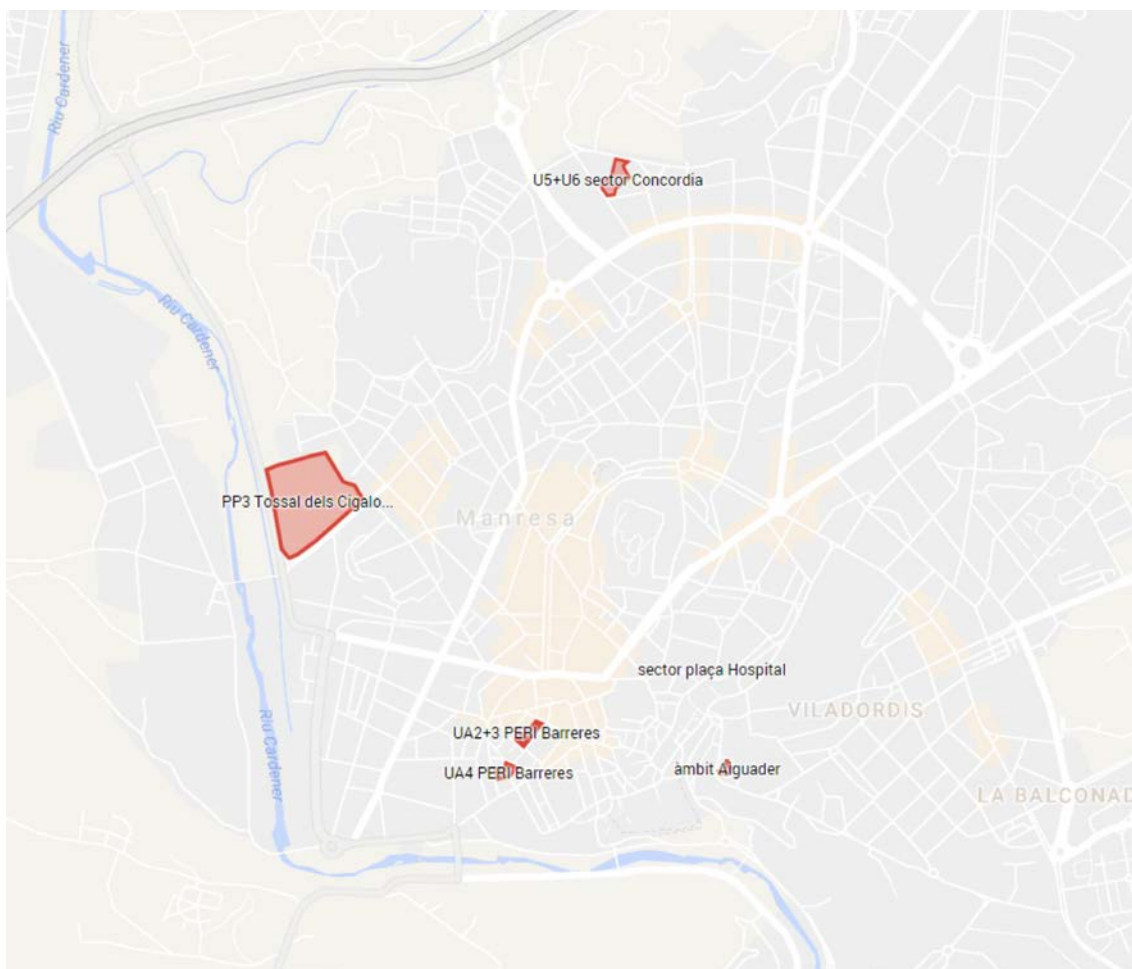 Riu Cardener
U5+U6 sector Concordia
Riu Cardener
PP3 Tossal dels Cigalo...
Manresa
sector plaça Hospital
Riu Cardener
VILADORDIS
UA2+3 PERI Barreres
UA4 PERI Barreres
àmbit Aiguader
LA BALCONAD